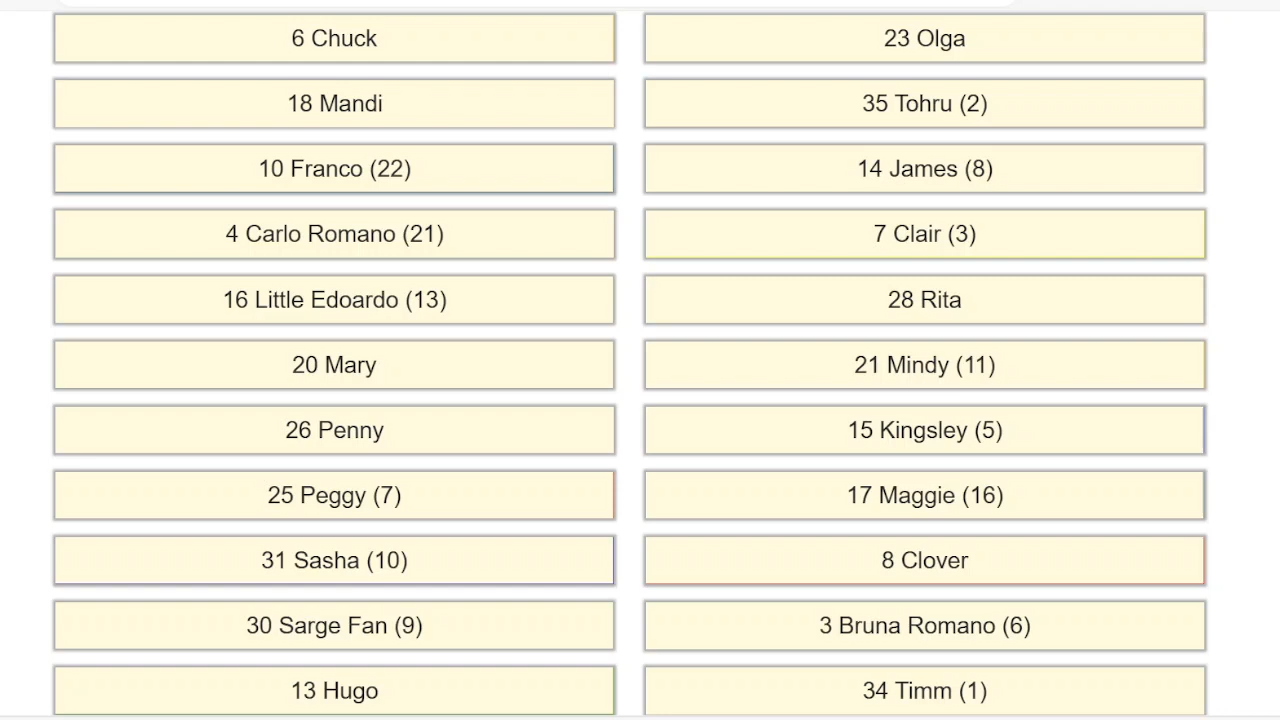 6 Chuck
23 Olga
18 Mandi
35 Tohru (2)
10 Franco (22)
14 James (8)
4 Carlo Romano (21)
7 Clair (3)
16 Little Edoardo (13)
28 Rita
20 Mary
21 Mindy (11)
26 Penny
15 Kingsley (5)
25 Peggy (7)
17 Maggie (16)
31 Sasha (10)
8 Clover
30 Sarge Fan (9)
3 Bruna Romano (6)
13 Hugo
34 Timm (1)